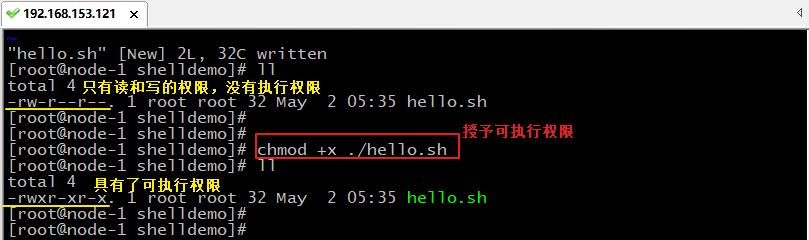 192.168.153.121
~
"hello.sh" [New] 2L, 32C written
[root@node-1 shelldemo]# ll
total 4 只有读和写的权限，没有执行权限
-rw-r--r--. 1 root root 32 May  2 05:35 hello.sh
[root@node-1 shelldemo]#
[root@node-1 shelldemo]# 授予可执行权限
[root@node-1 shelldemo]# chmod +x ./hello.sh
[root@node-1 shelldemo]# ll
total 4 具有了可执行权限
-rwxr-xr-x. 1 root root 32 May  2 05:35 hello.sh
[root@node-1 shelldemo]#
[root@node-1 shelldemo]#